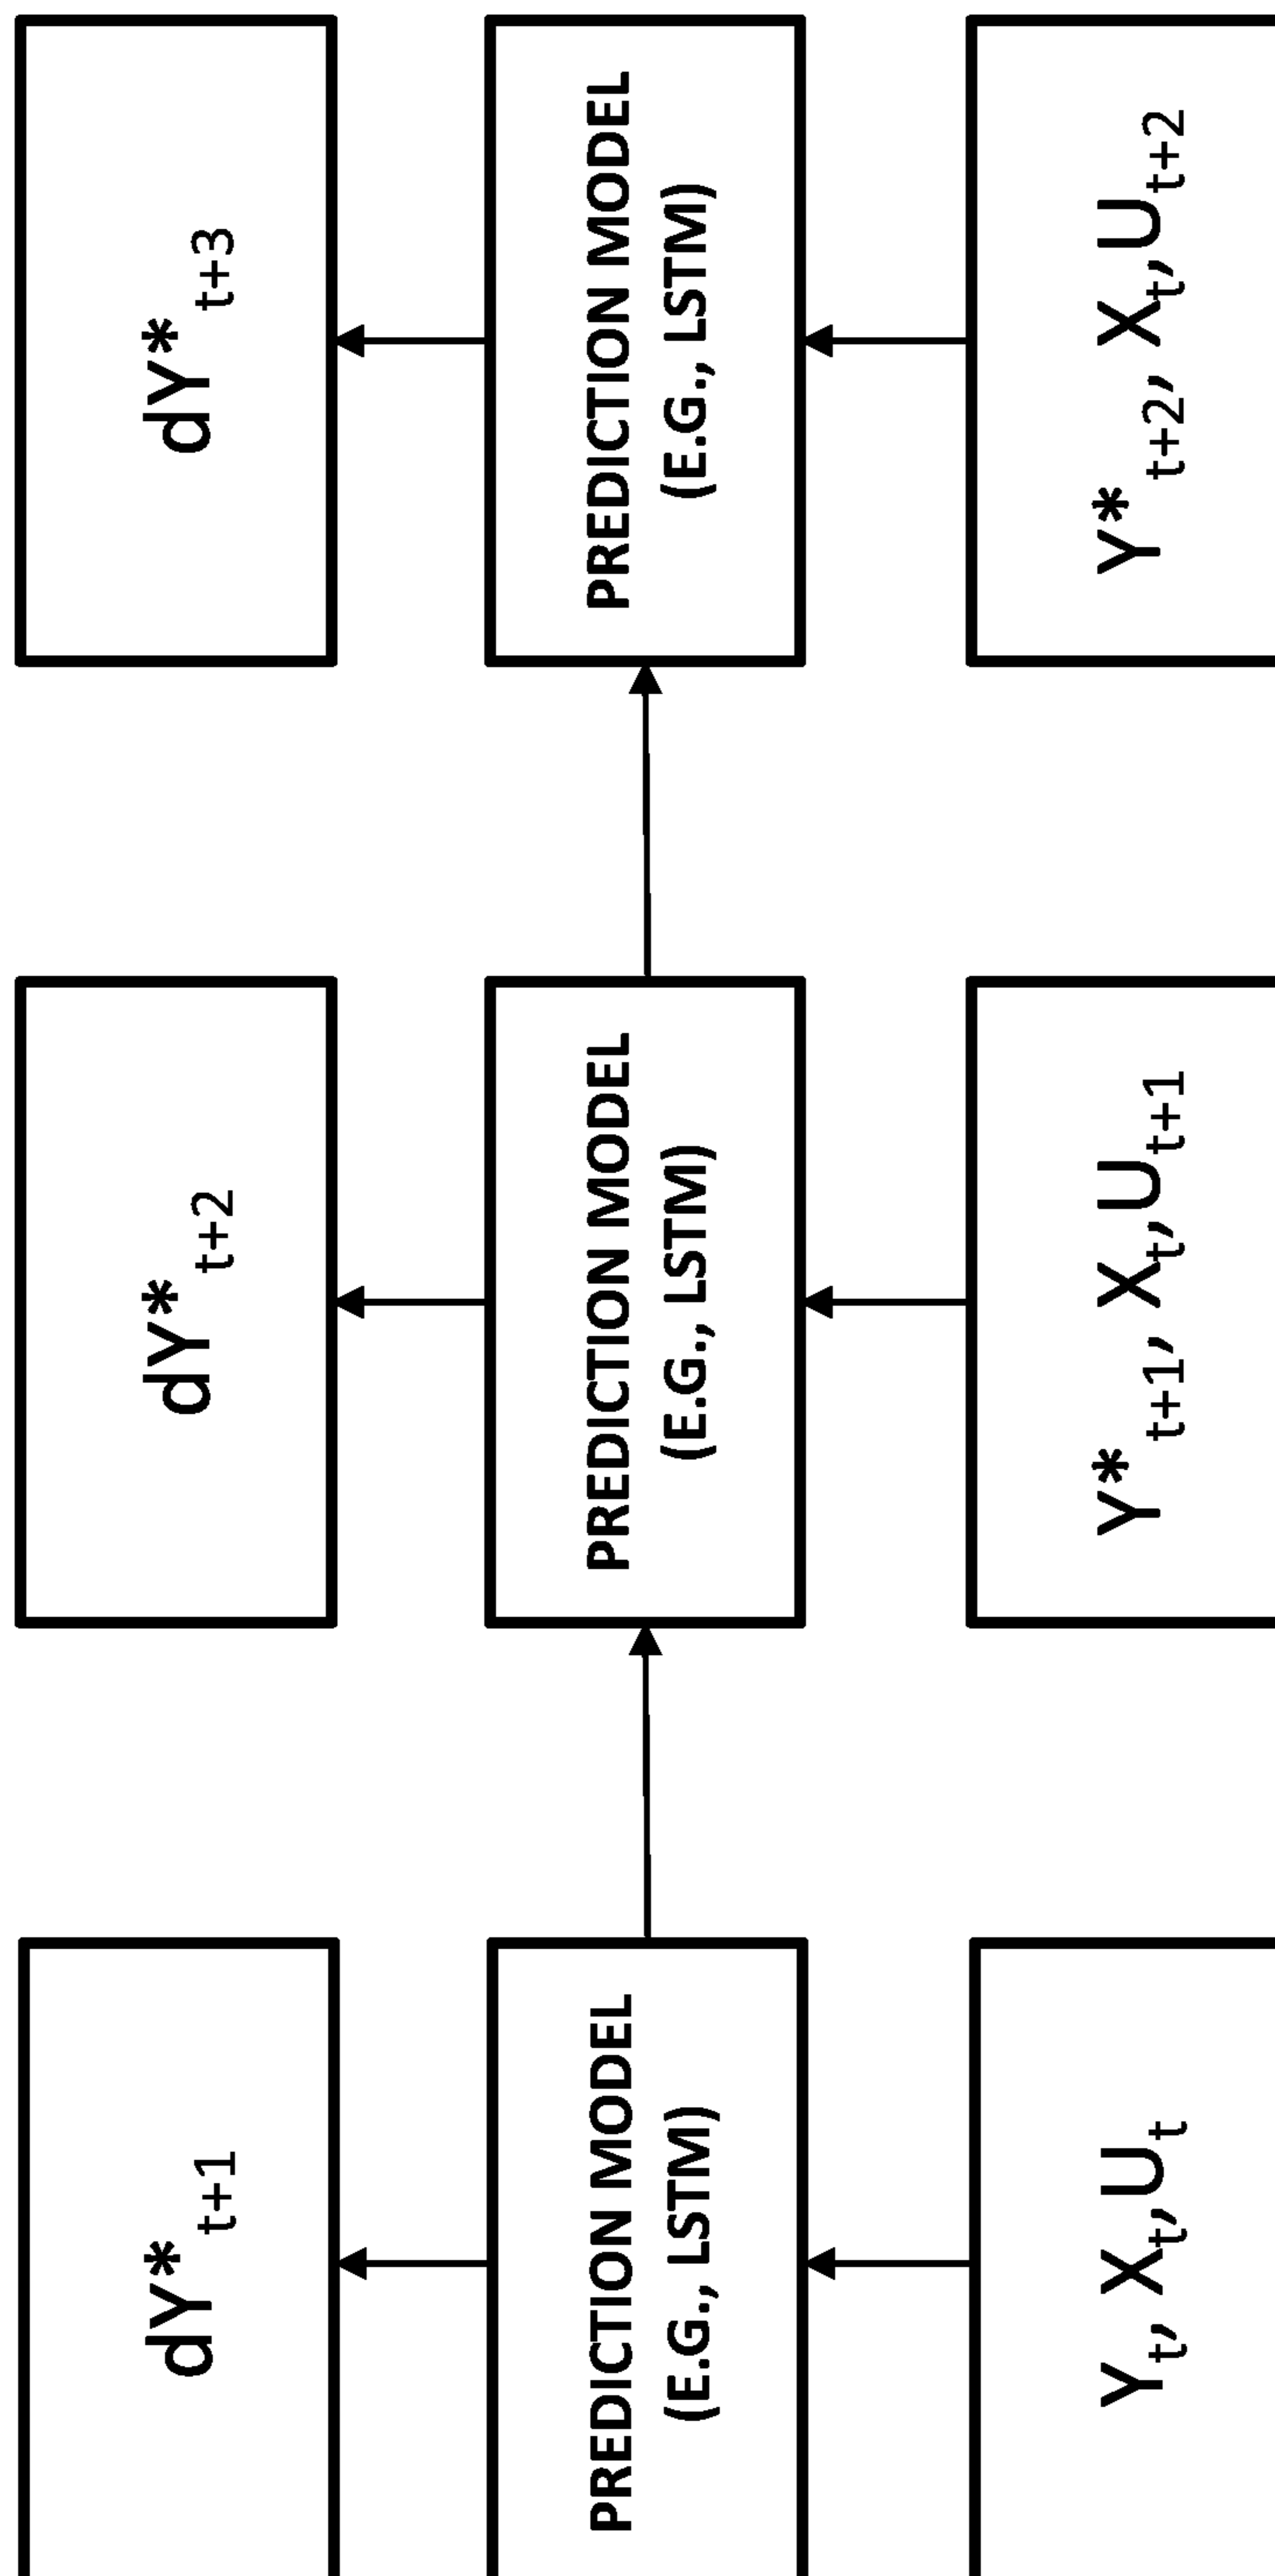 dY*t+1
dY*t+2
dY*t+3
PREDICTION MODEL
(E.G., LSTM)
PREDICTION MODEL
(E.G., LSTM)
PREDICTION MODEL
(E.G., LSTM)
Yt, Xt,Ut
Y*t+1, Xt,Ut+1
Y*t+2, Xt,Ut+2